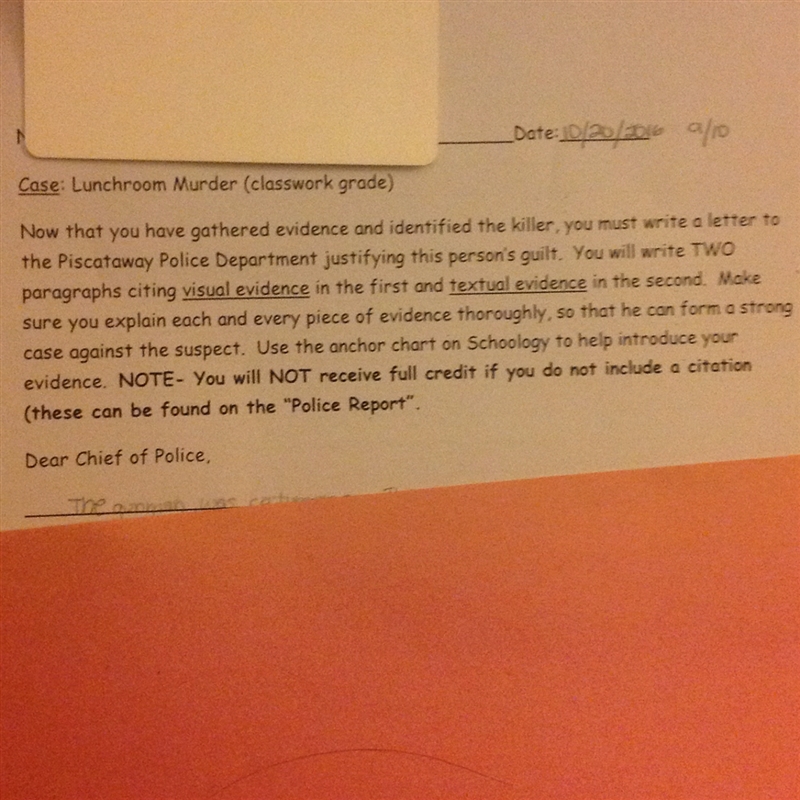 Date: 10/20/2016 9/10
Case: Lunchroom Murder (classwork grade)
Now that you have gathered evidence and identified the killer, you must write a letter to
the Piscataway Police Department justifying this person's guilt. You will write TWO
paragraphs citing visual evidence in the first and textual evidence in the second. Make
sure you explain each and every piece of evidence thoroughly, so that he can form a strong
case against the suspect. Use the anchor chart on Schoology to help introduce your
evidence. NOTE- You will NOT receive full credit if you do not include a citation
(these can be found on the "Police Report".
Dear Chief of Police,
The gunman was